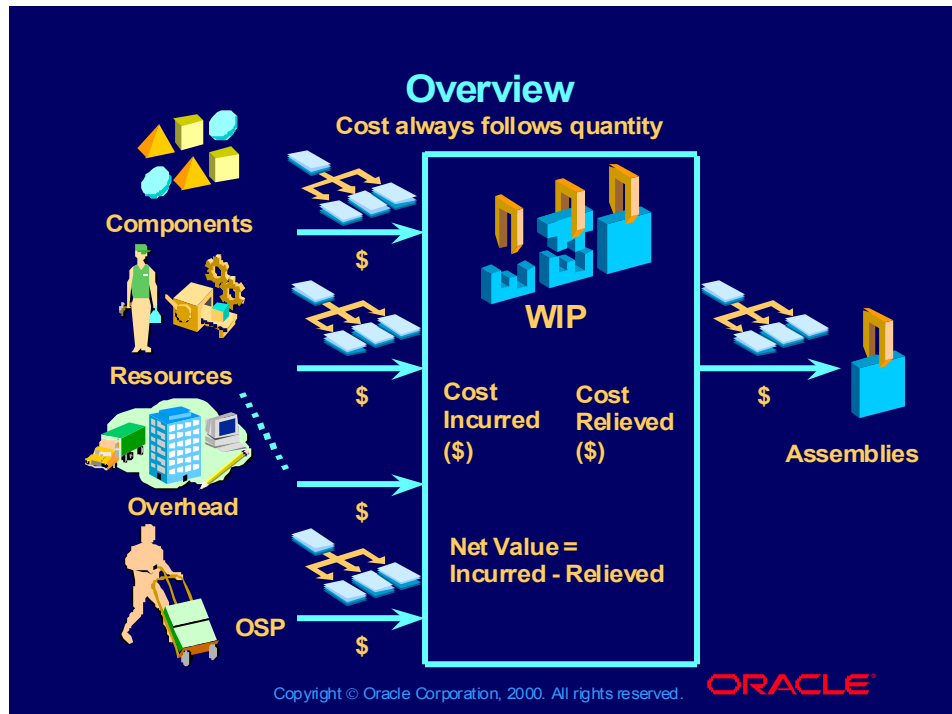 Overview
Cost always follows quantity
Components
$
Resources
$
Overhead
$
OSP
$
WIP
Cost
Incurred
($)
Cost
Relieved
($)
Net Value =
Incurred - Relieved
$
Assemblies
Copyright © Oracle Corporation, 2000. All rights reserved.
ORACLE®